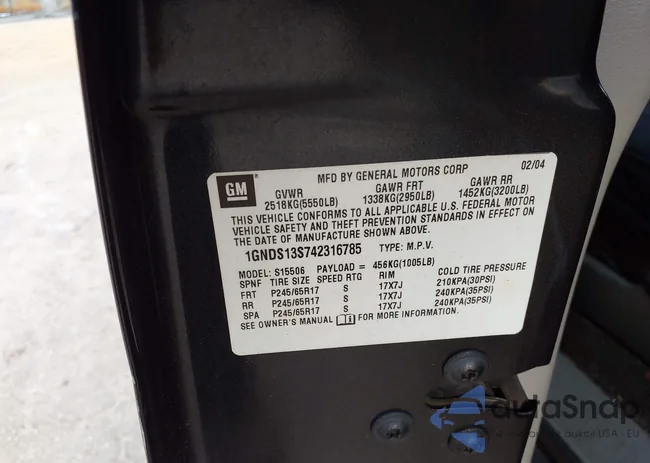 GM
MFD BY GENERAL MOTORS CORP 02/04
GVWR GAWR FRT GAWR RR
2518KG(5550LB) 1338KG(2950LB) 1452KG(3200LB)
THIS VEHICLE CONFORMS TO ALL APPLICABLE U.S. FEDERAL MOTOR
VEHICLE SAFETY AND THEFT PREVENTION STANDARDS IN EFFECT ON
THE DATE OF MANUFACTURE SHOWN ABOVE.
1GNDS13S742316785 TYPE: M.P.V.
MODEL: S15506 PAYLOAD = 456KG(1005LB)
SPNF TIRE SIZE SPEED RTG RIM COLD TIRE PRESSURE
FRT P245/65R17 S 17X7J 210KPA(30PSI)
RR P245/65R17 S 17X7J 240KPA(35PSI)
SPA P245/65R17 S 17X7J 240KPA(35PSI)
SEE OWNER'S MANUAL FOR MORE INFORMATION.
autoSnap
aukcji USA - EU